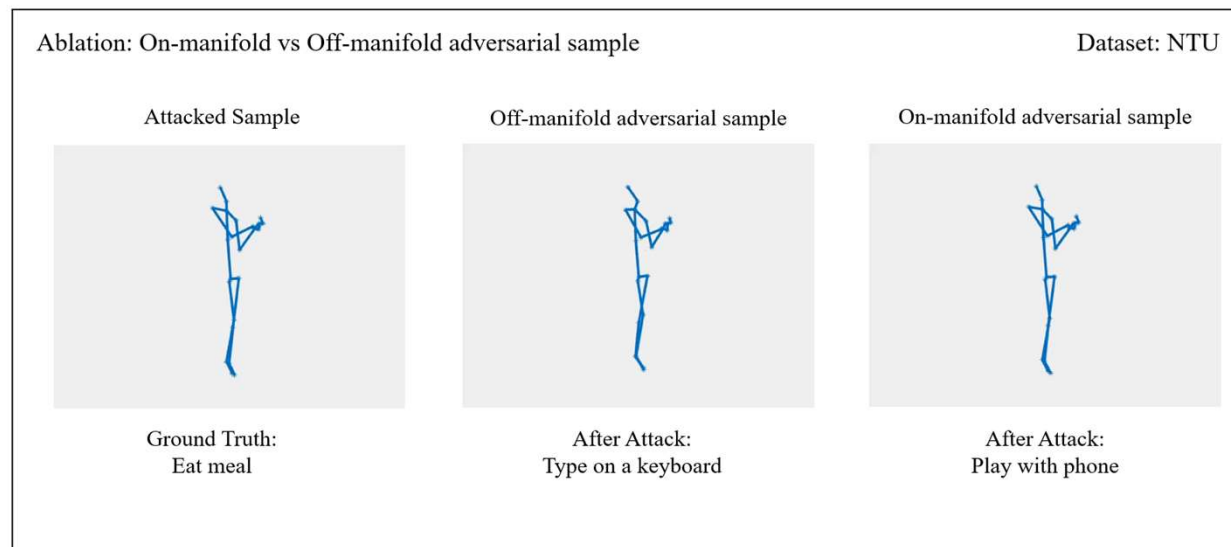 Ablation: On-manifold vs Off-manifold adversarial sample
Dataset: NTU
Attacked Sample
Off-manifold adversarial sample
On-manifold adversarial sample
Ground Truth:
Eat meal
After Attack:
Type on a keyboard
After Attack:
Play with phone